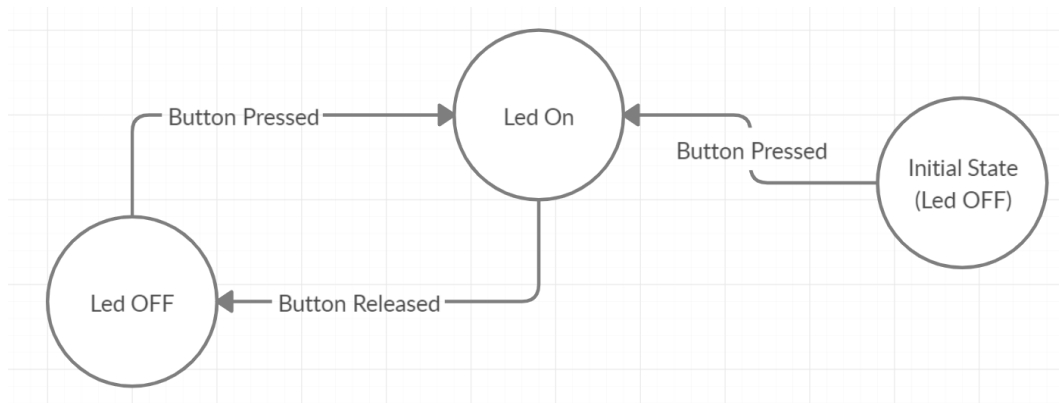 Button Pressed
Led On
Button Pressed
Initial State
(Led OFF)
Led OFF
Button Released